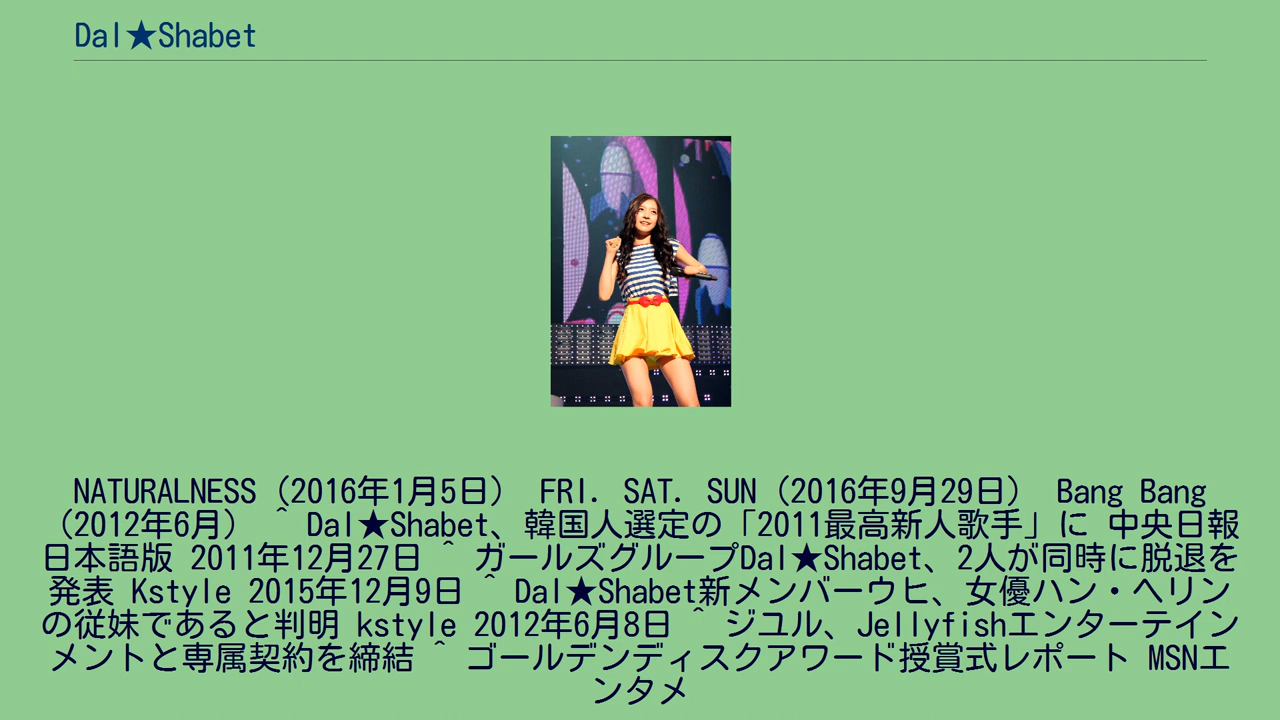 Dal★Shabet
NATURALNESS（2016年1月5日） FRI. SAT. SUN（2016年9月29日） Bang Bang
（2012年6月） ^ Dal★Shabet、韓国人選定の「2011最高新人歌手」に 中央日報
日本語版 2011年12月27日 ^ ガールズグループDal★Shabet、2人が同時に脱退を
発表 Kstyle 2015年12月9日 ^ Dal★Shabet新メンバーウヒ、女優ハン・ヘリン
の従妹であると判明 kstyle 2012年6月8日 ^ ジユル、Jellyfishエンターテイン
メントと専属契約を締結 ^ ゴールデンディスクアワード授賞式レポート MSNエ
ンタメ